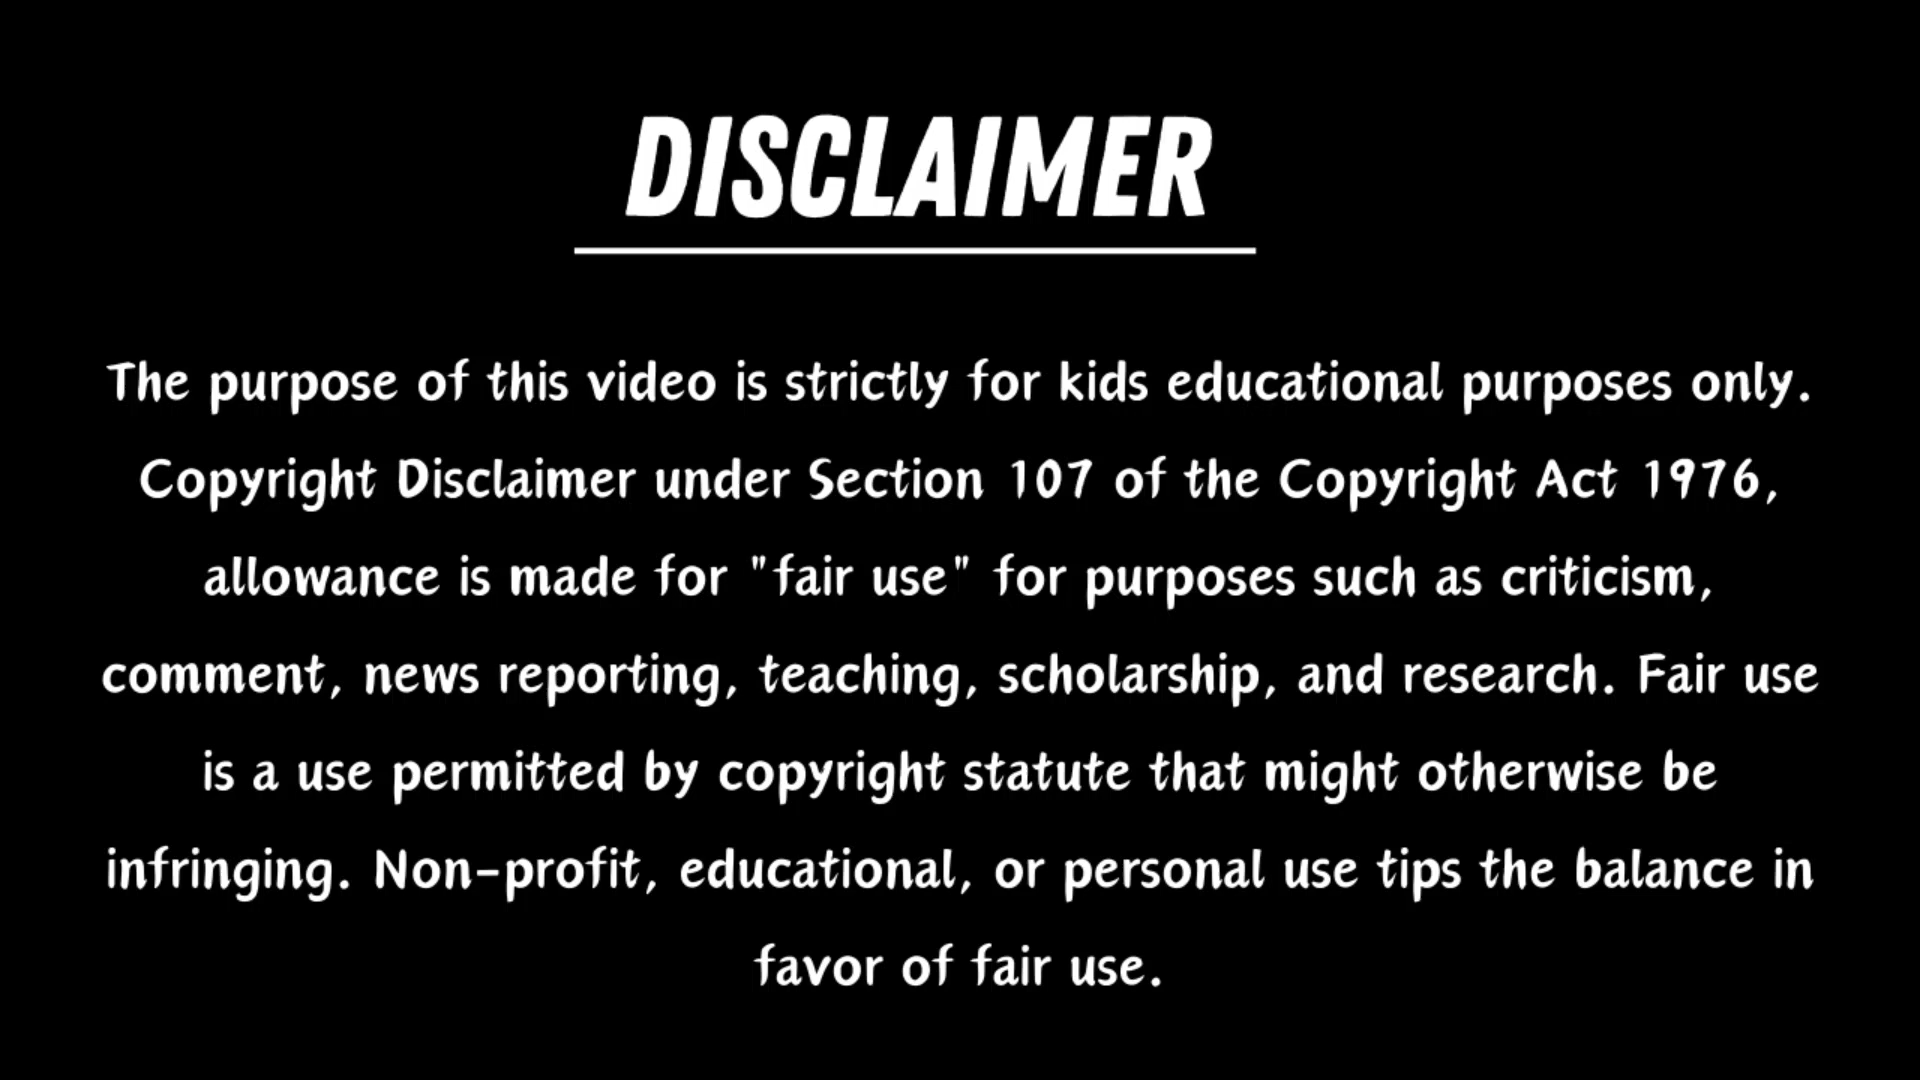 DISCLAIMER
The purpose of this video is strictly for kids educational purposes only.
Copyright Disclaimer under Section 107 of the Copyright Act 1976,
allowance is made for "fair use" for purposes such as criticism,
comment, news reporting, teaching, scholarship, and research. Fair use
is a use permitted by copyright statute that might otherwise be
infringing. Non-profit, educational, or personal use tips the balance in
favor of fair use.